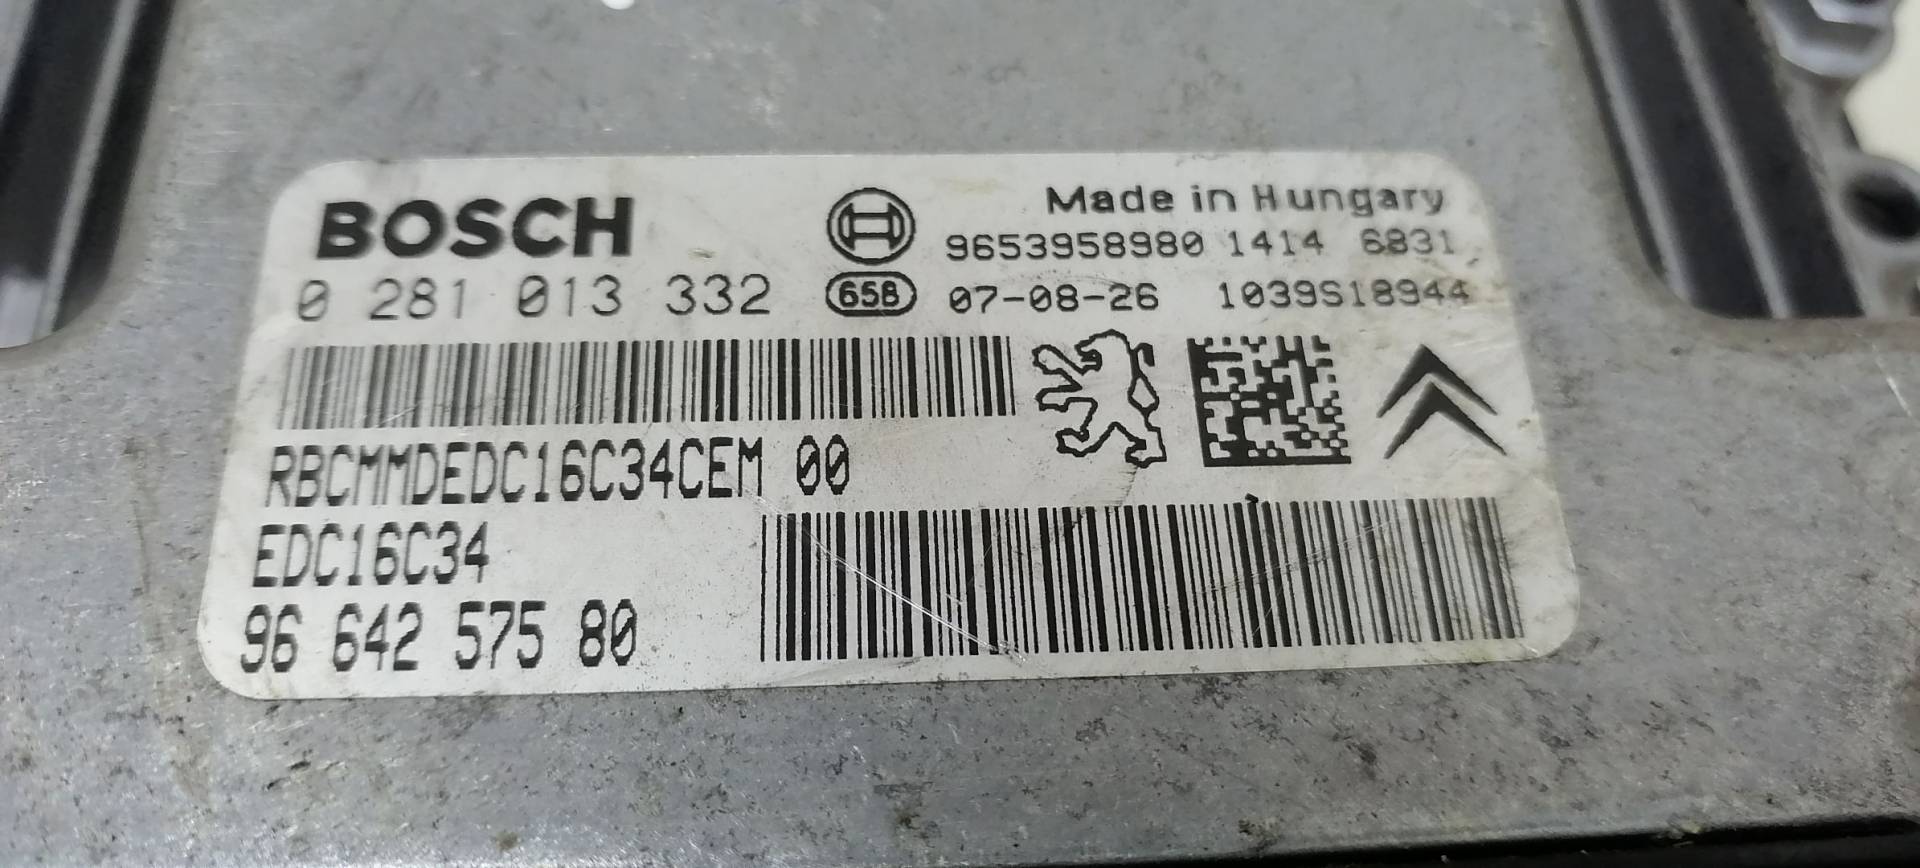 BOSCH
Made in Hungary
9653958980 1414 6831
0 281 013 332
658 07-08-26 1039S18944
RBCMMDEDC16C34CEM 00
EDC16C34
96 642 575 80